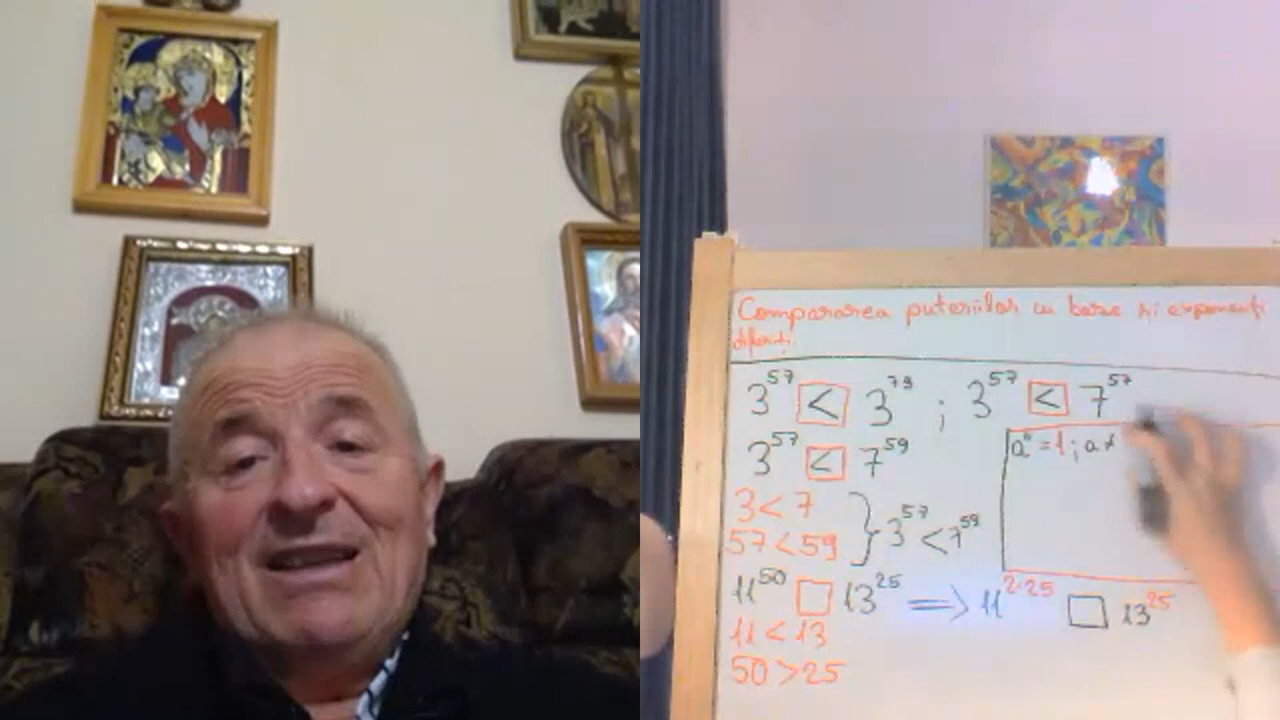 Compararea puterilor cu baze și exponenți
diferiți.
3^57 < 3^79 ; 3^57 < 7^57
3^57 < 7^59
a^n = 1 ; a ≠
3 < 7
57 < 59
} 3^57 < 7^59
11^50 □ 13^25 ⟹ 11^2·25 □ 13^25
11 < 13
50 > 25